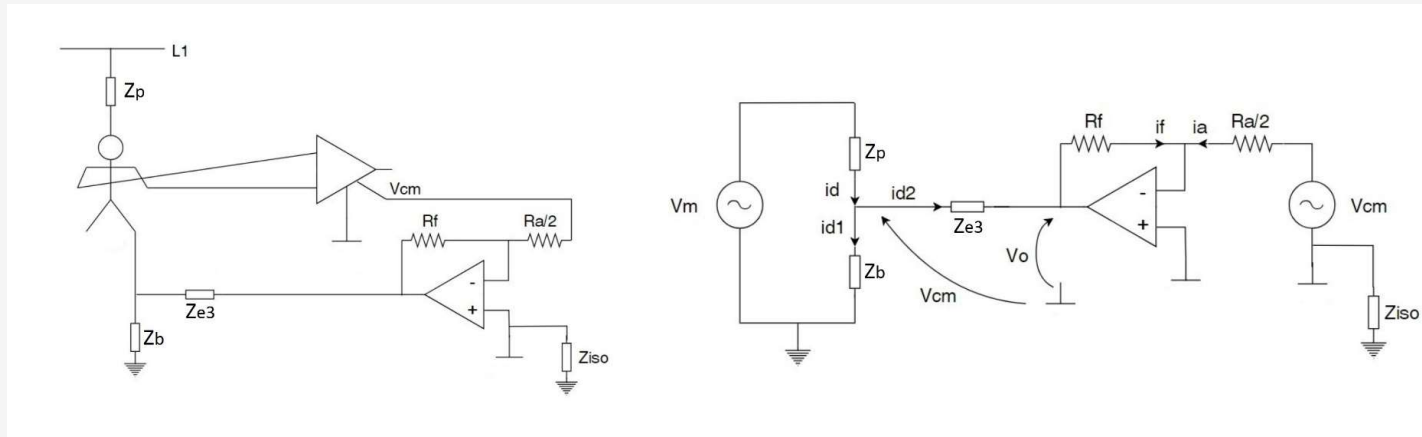 L1
Zp
Vcm
Rf
Ra/2
-
+
Ze3
Zb
Ziso
Rf
if
ia
Ra/2
Zp
id
id2
Vm
-
Vcm
id1
Ze3
+
Vo
Zb
Vcm
Ziso